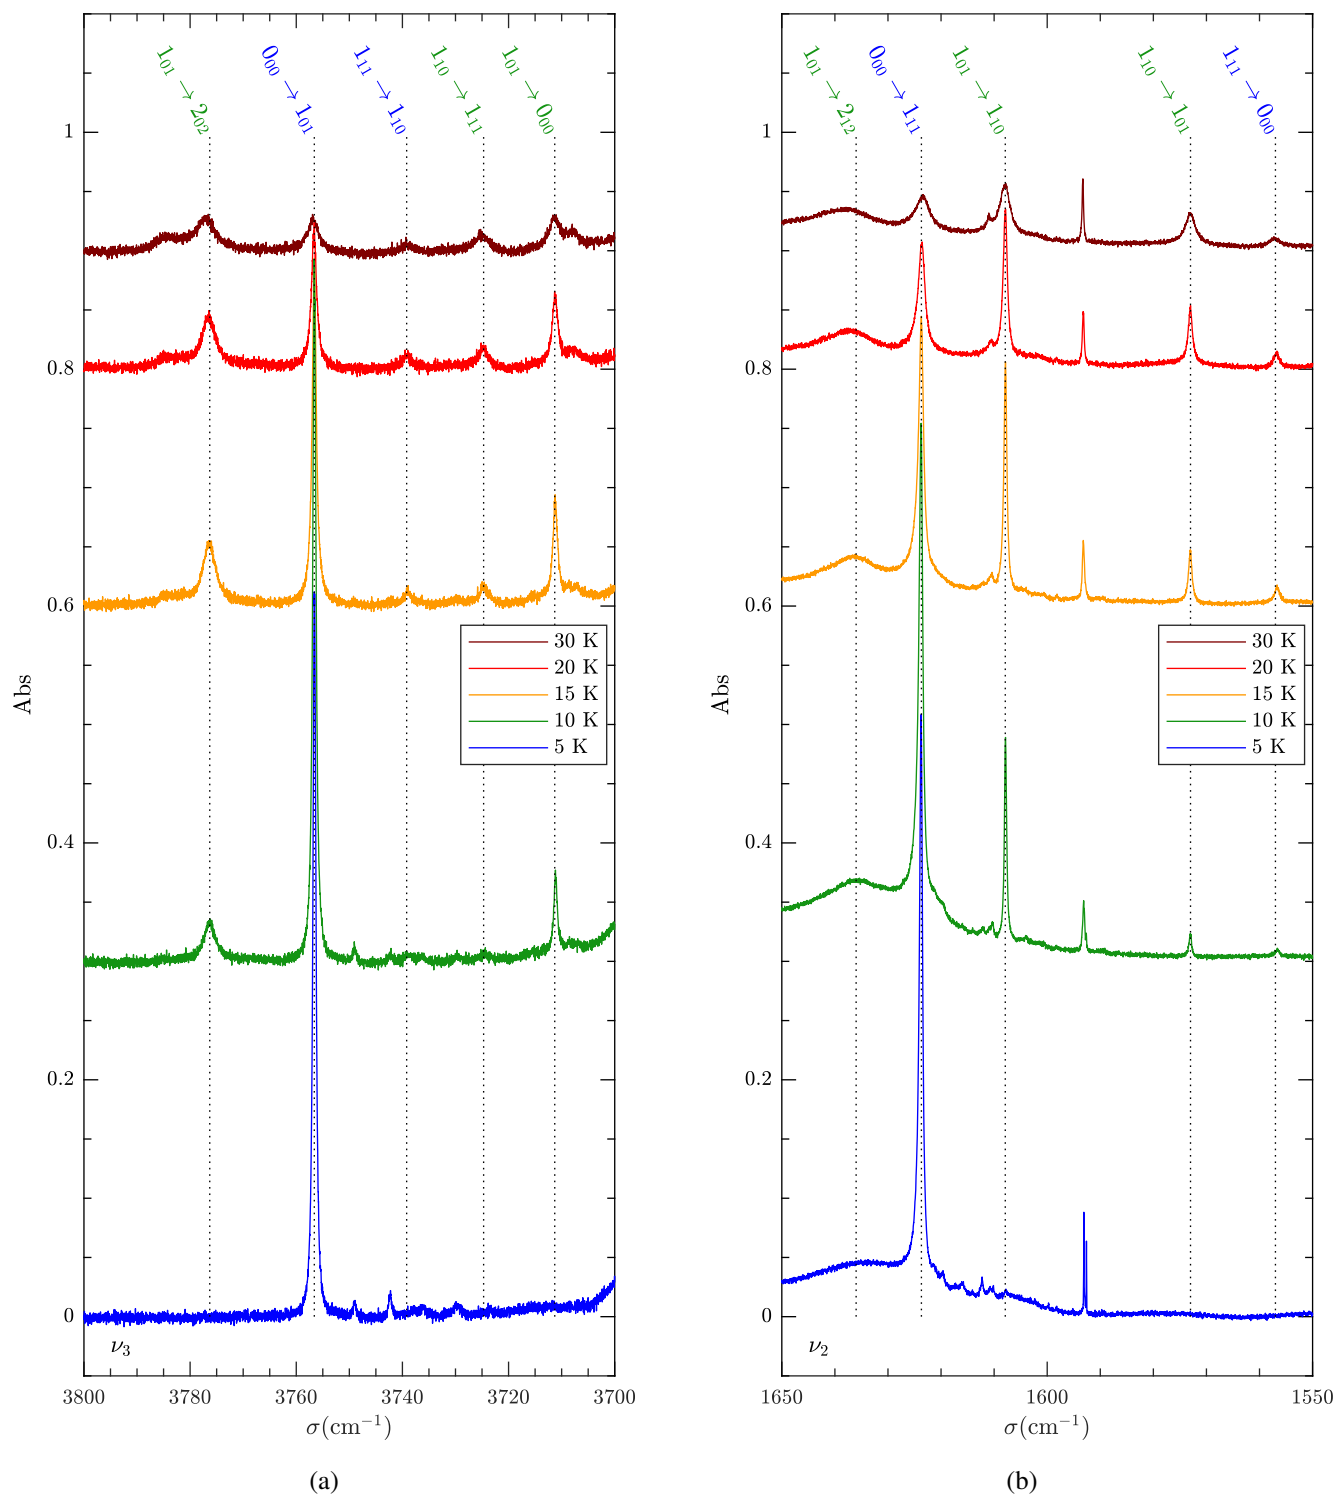 1₀₁ → 2₀₂
0₀₀ → 1₀₁
1₁₁ → 1₁₀
1₁₀ → 1₁₁
1₀₁ → 0₀₀
1
0.8
0.6
0.4
0.2
0
Abs
30 K
20 K
15 K
10 K
5 K
ν₃
3800 3780 3760 3740 3720 3700
σ(cm⁻¹)
(a)
1₀₁ → 2₁₂
0₀₀ → 1₁₁
1₀₁ → 1₁₀
1₁₀ → 1₀₁
1₁₁ → 0₀₀
1
0.8
0.6
0.4
0.2
0
Abs
30 K
20 K
15 K
10 K
5 K
ν₂
1650 1600 1550
σ(cm⁻¹)
(b)